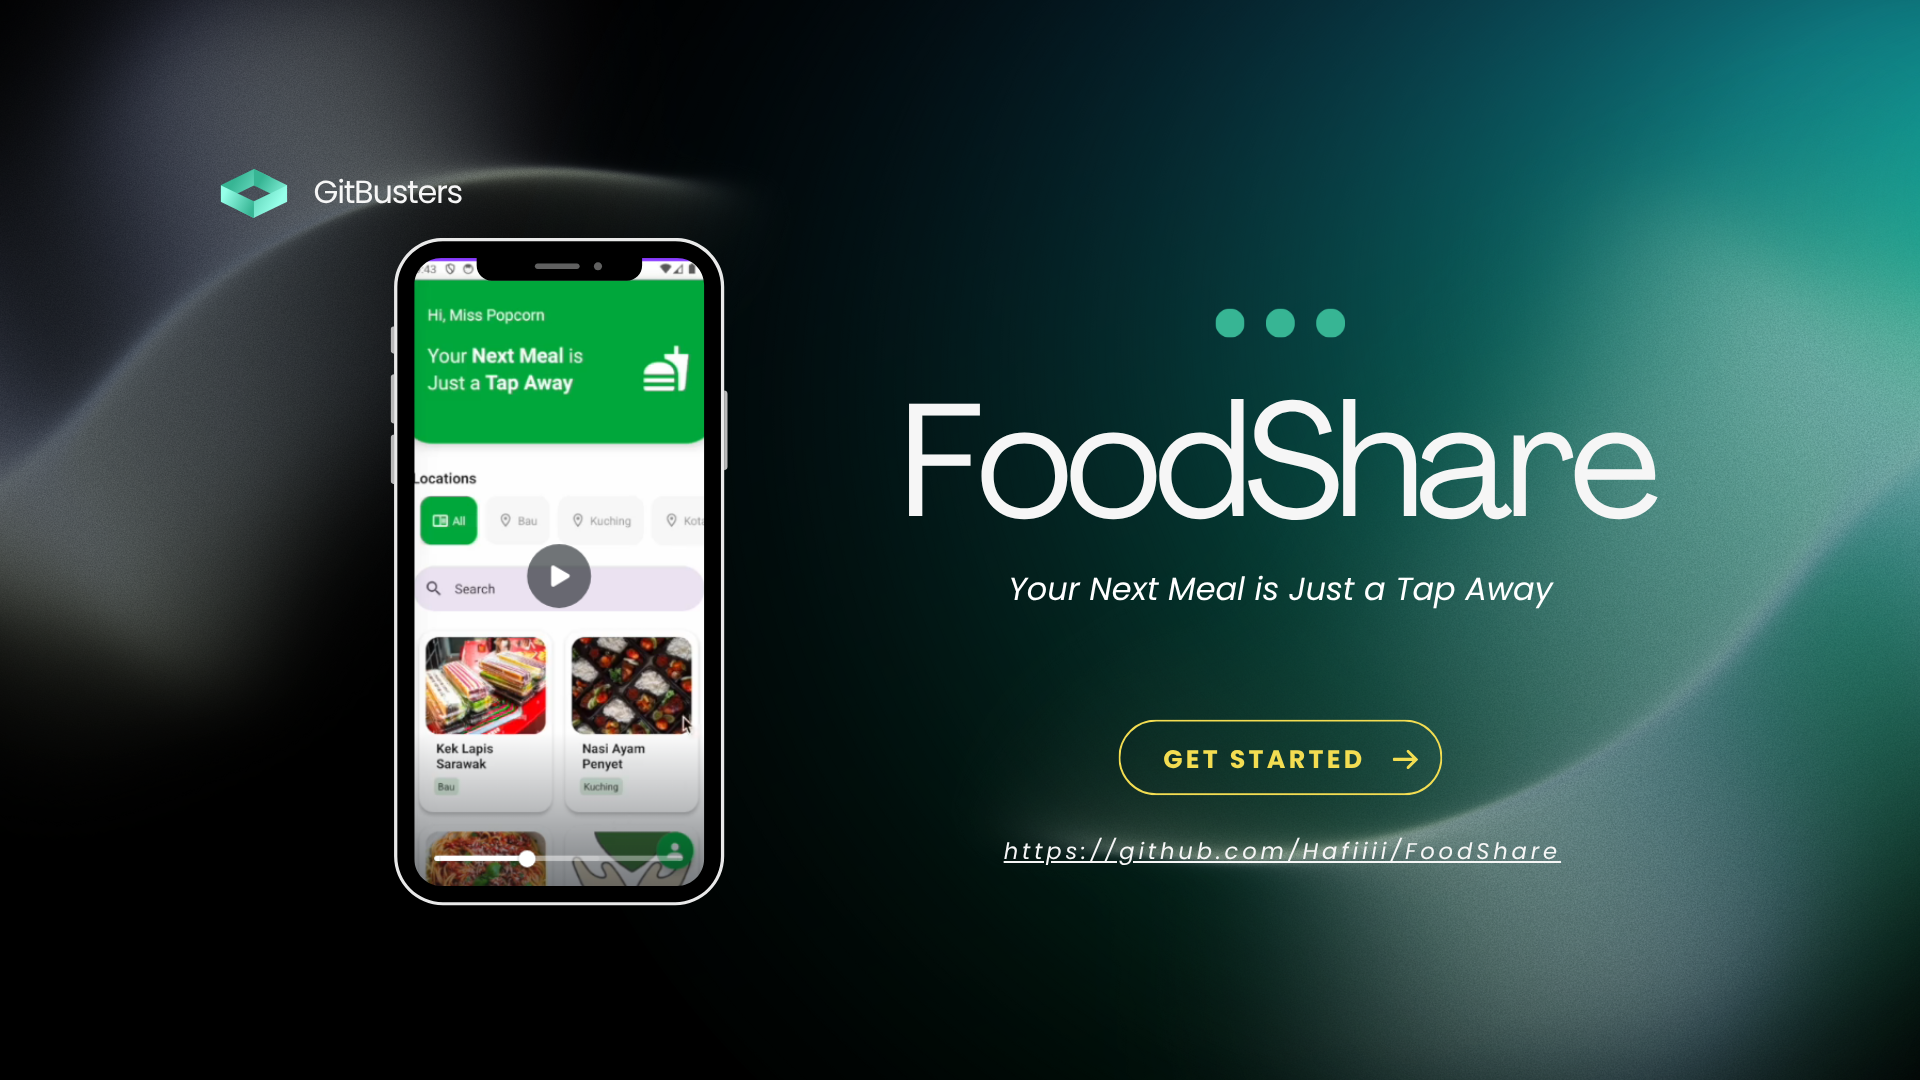 GitBusters
:43
Hi, Miss Popcorn
Your Next Meal is
Just a Tap Away
Locations
All
Bau
Kuching
Search
Kek Lapis
Sarawak
Bau
Nasi Ayam
Penyet
Kuching
FoodShare
Your Next Meal is Just a Tap Away
GET STARTED
https://github.com/Hafiiii/FoodShare